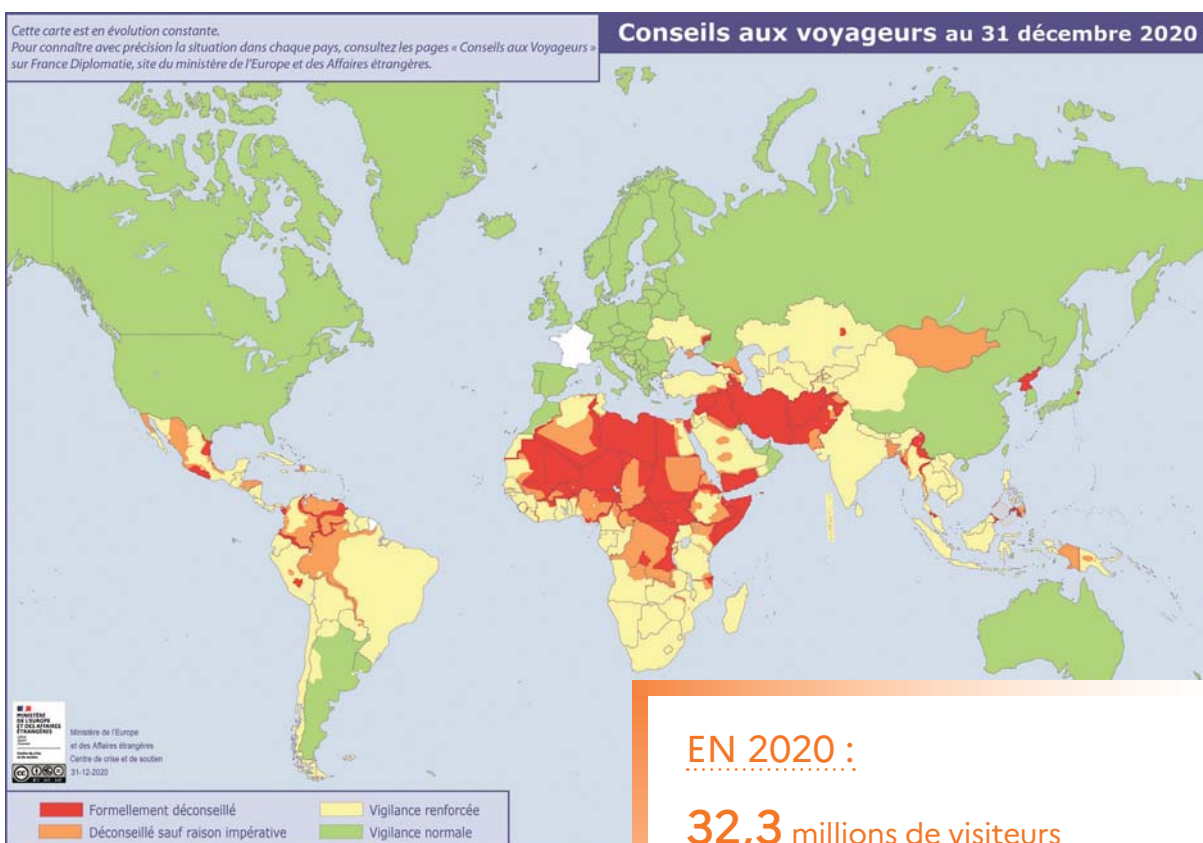 Cette carte est en évolution constante.
Pour connaître avec précision la situation dans chaque pays, consultez les pages « Conseils aux Voyageurs »
sur France Diplomatie, site du ministère de l'Europe et des Affaires étrangères.
Conseils aux voyageurs au 31 décembre 2020
MINISTÈRE
DE L'EUROPE
ET DES AFFAIRES
ÉTRANGÈRES
Ministère de l'Europe
et des Affaires étrangères
Centre de crise et de soutien
31-12-2020
Formellement déconseillé
Déconseillé sauf raison impérative
Vigilance renforcée
Vigilance normale
EN 2020 :
32,3 millions de visiteurs